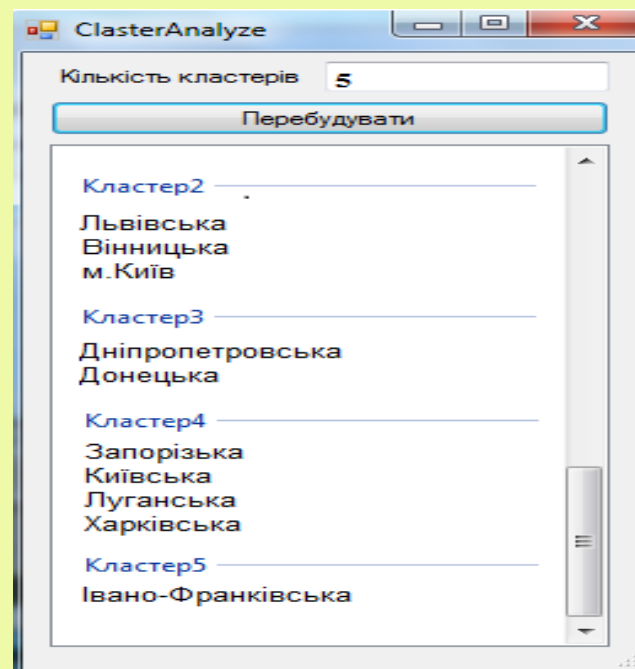 ClasterAnalyze
Кількість кластерів 5
Перебудувати
Кластер2
Львівська
Вінницька
м.Київ
Кластер3
Дніпропетровська
Донецька
Кластер4
Запорізька
Київська
Луганська
Харківська
Кластер5
Івано-Франківська